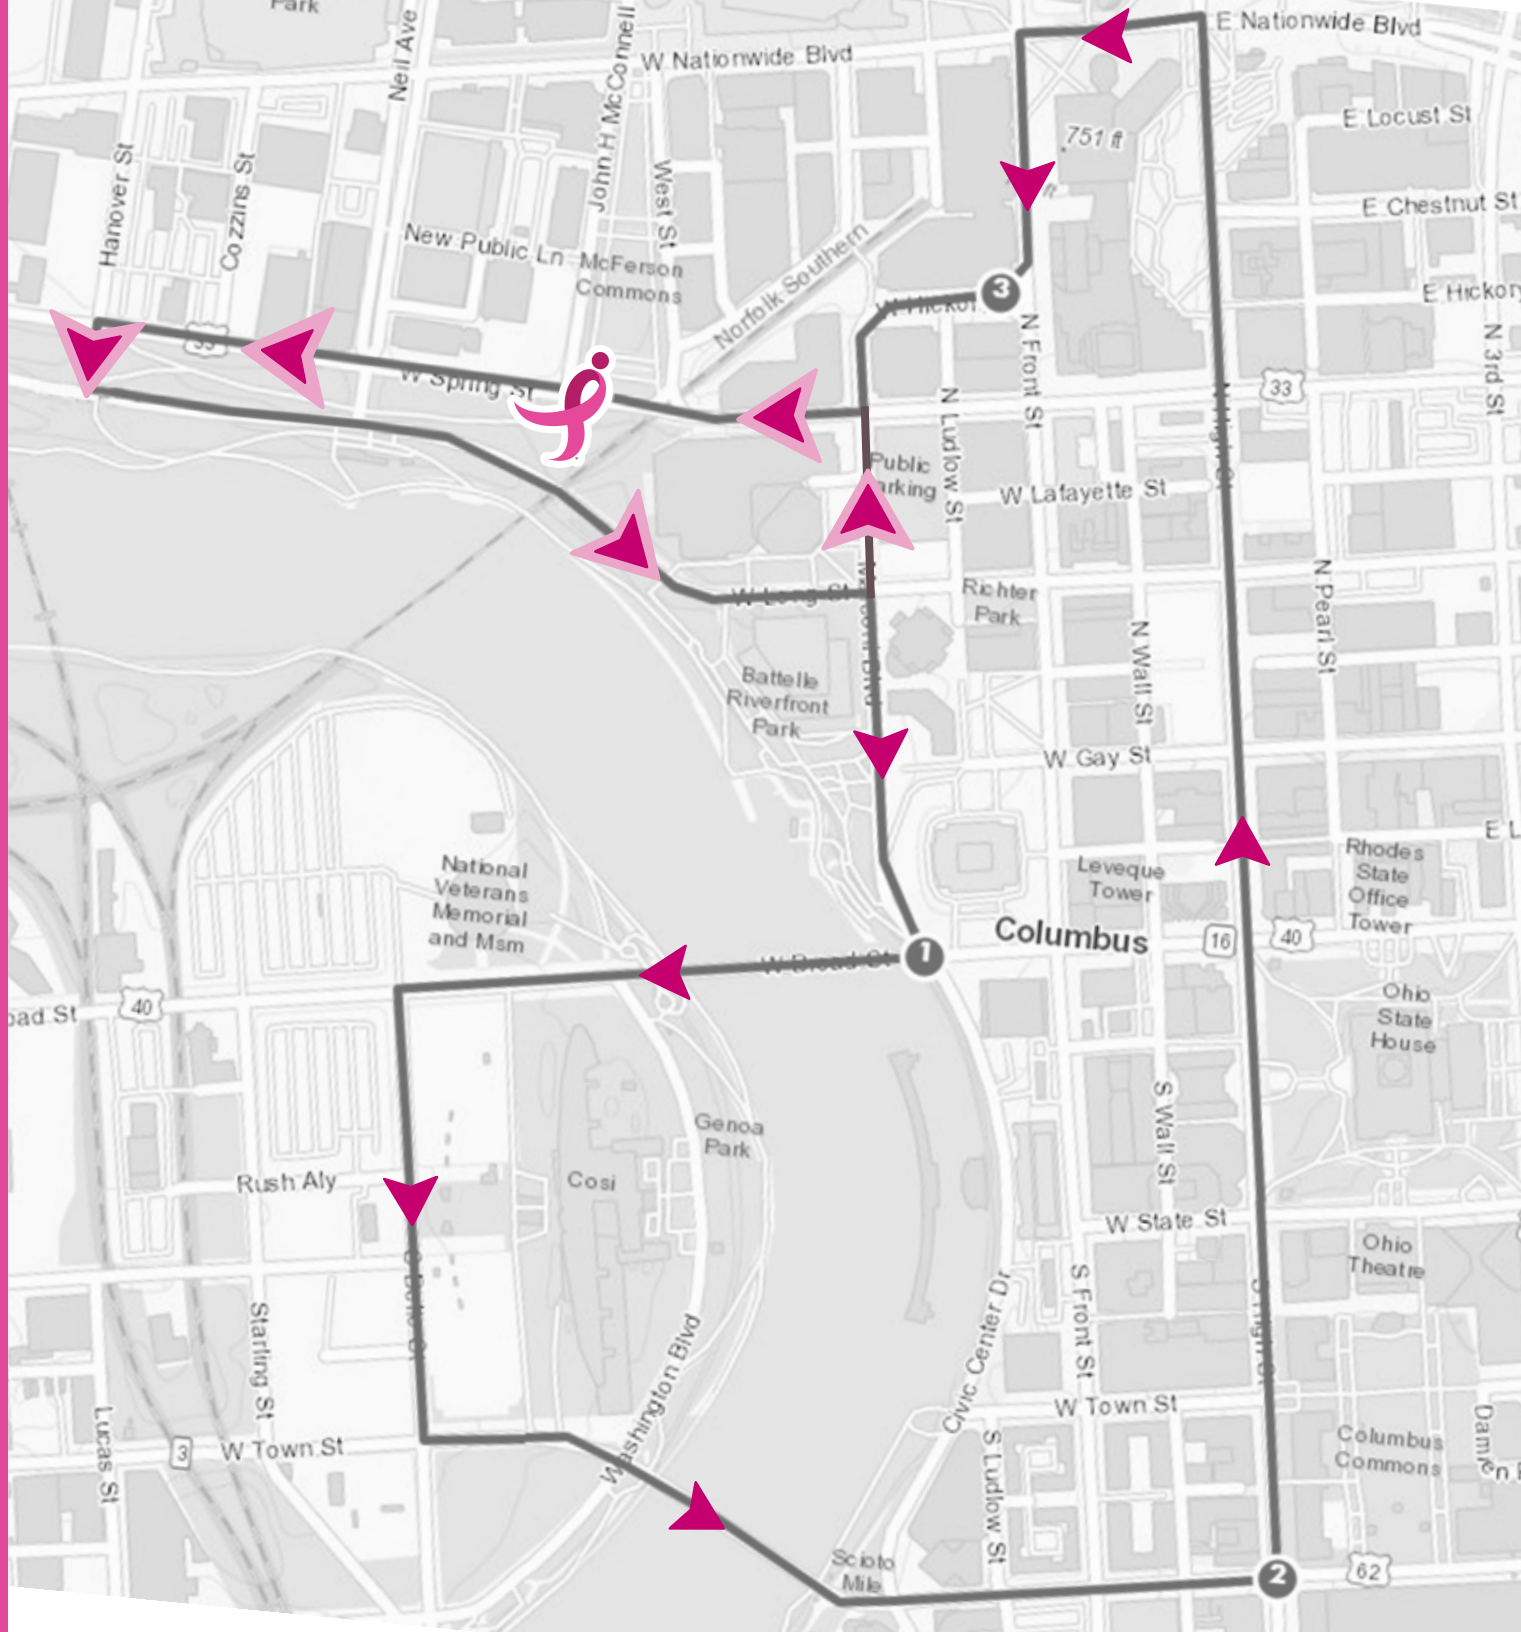 Park
E Nationwide Blvd
W Nationwide Blvd
Neil Ave
John H McConnell
E Locust St
751 ft
ft
Hanover St
Cozzins St
West St
E Chestnut St
New Public Ln
McFerson
Commons
Norfolk Southern
E Hickory
3
N Front St
N 3rd St
33
W Spring St
33
N Ludlow St
N High St
Public
arking
W Lafayette St
W Long St
Richter
Park
N Pearl St
N Wall St
Battelle
Riverfront
Park
W Gay St
E L
National
Veterans
Memorial
and Msm
Leveque
Tower
Rhodes
State
Office
Tower
Columbus
16
40
1
W Broad St
40
oad St
Ohio
State
House
Genoa
Park
S Wall St
Rush Aly
Cosi
W State St
Ohio
Theatre
S Belle St
S High St
Starling St
Washington Blvd
Civic Center Dr
S Front St
W Town St
Lucas St
3
W Town St
S Ludlow St
Columbus
Commons
Scioto
Mile
2
62